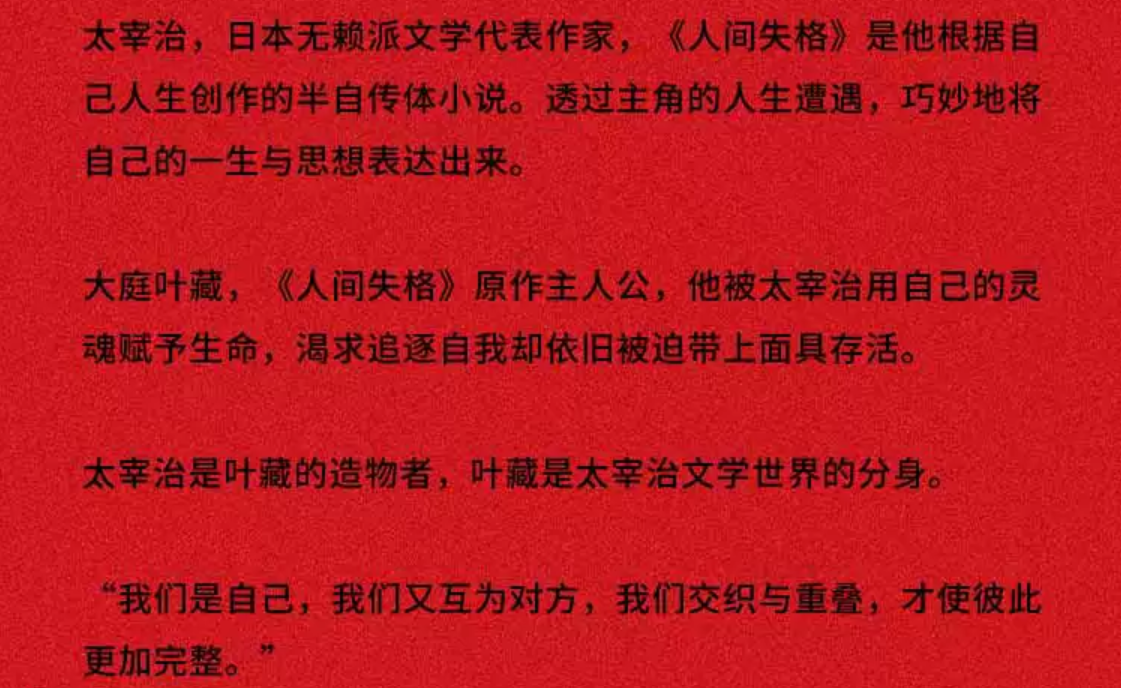 太宰治，日本无赖派文学代表作家，《人间失格》是他根据自
己人生创作的半自传体小说。透过主角的人生遭遇，巧妙地将
自己的一生与思想表达出来。
大庭叶藏，《人间失格》原作主人公，他被太宰治用自己的灵
魂赋予生命，渴求追逐自我却依旧被迫带上面具存活。
太宰治是叶藏的造物者，叶藏是太宰治文学世界的分身。
“我们是自己，我们又互为对方，我们交织与重叠，才使彼此
更加完整。”